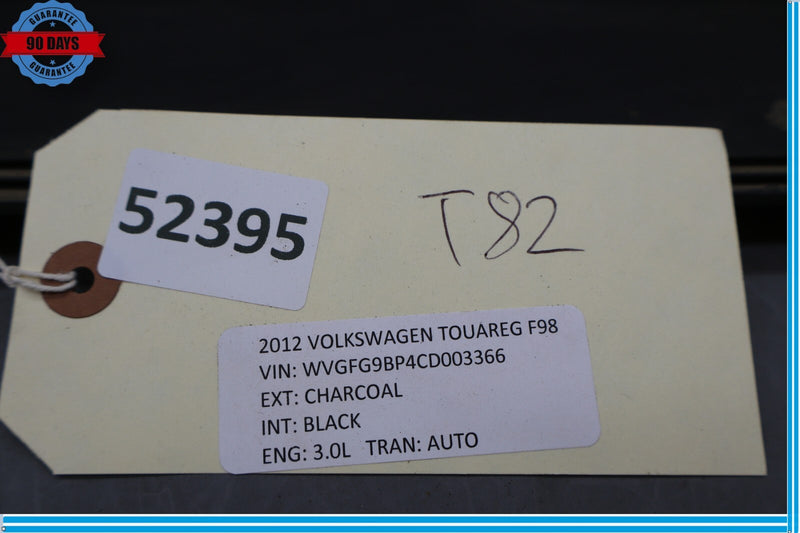 GUARANTEE
90 DAYS
GUARANTEE
52395
T82
2012 VOLKSWAGEN TOUAREG F98
VIN: WVGFG9BP4CD003366
EXT: CHARCOAL
INT: BLACK
ENG: 3.0L TRAN: AUTO